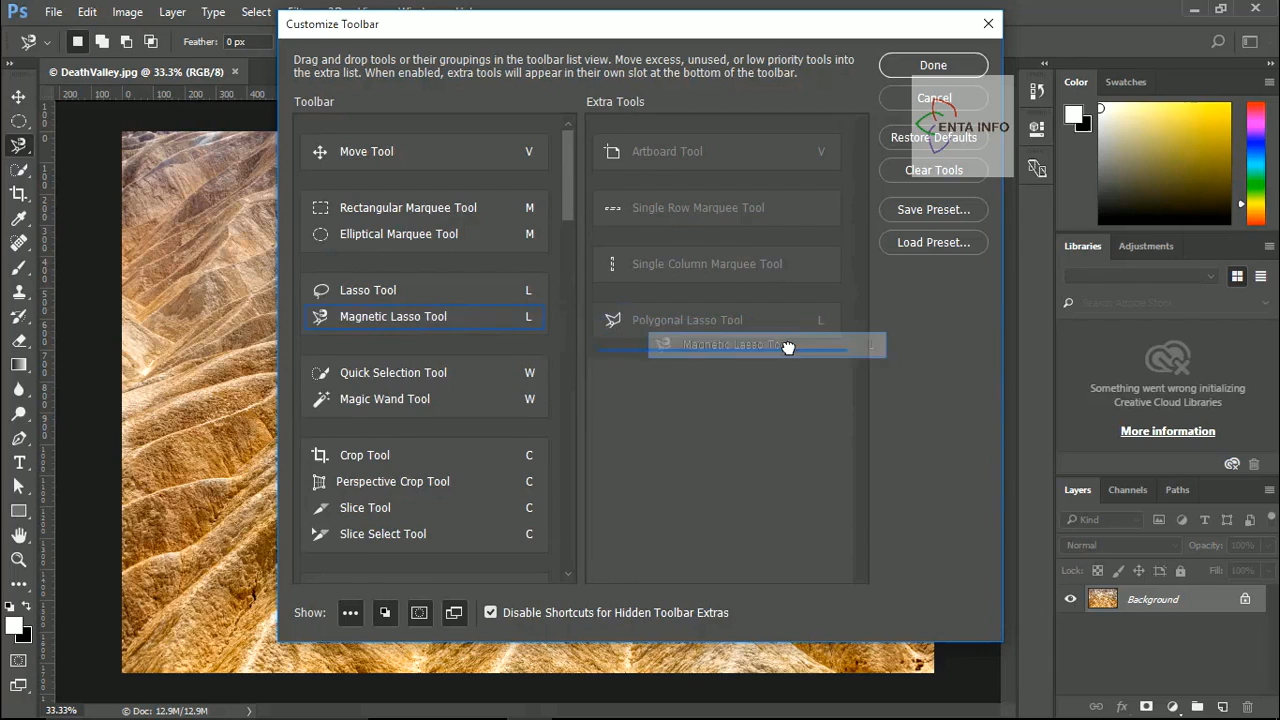 Ps File Edit Image Layer Type Select
Customize Toolbar
Feather: 0 px
Drag and drop tools or their groupings in the toolbar list view. Move excess, unused, or low priority tools into
the extra list. When enabled, extra tools will appear in their own slot at the bottom of the toolbar.
© DeathValley.jpg @ 33.3% (RGB/8)
200 100 0 100 200 300 400
Toolbar
Move Tool V
Rectangular Marquee Tool M
Elliptical Marquee Tool M
Lasso Tool L
Magnetic Lasso Tool L
Quick Selection Tool W
Magic Wand Tool W
Crop Tool C
Perspective Crop Tool C
Slice Tool C
Slice Select Tool C
Extra Tools
Artboard Tool V
Single Row Marquee Tool
Single Column Marquee Tool
Polygonal Lasso Tool L
Magnetic Lasso L
Done
Cancel
ENTA INFO
Restore Defaults
Clear Tools
Save Preset...
Load Preset...
Show: Disable Shortcuts for Hidden Toolbar Extras
Color Swatches
Libraries Adjustments
Search Adobe Stock
Something went wrong initializing
Creative Cloud Libraries
More information
Layers Channels Paths
Kind
Normal Opacity: 100%
Lock: Fill: 100%
Background
33.33% Doc: 12.9M/12.9M